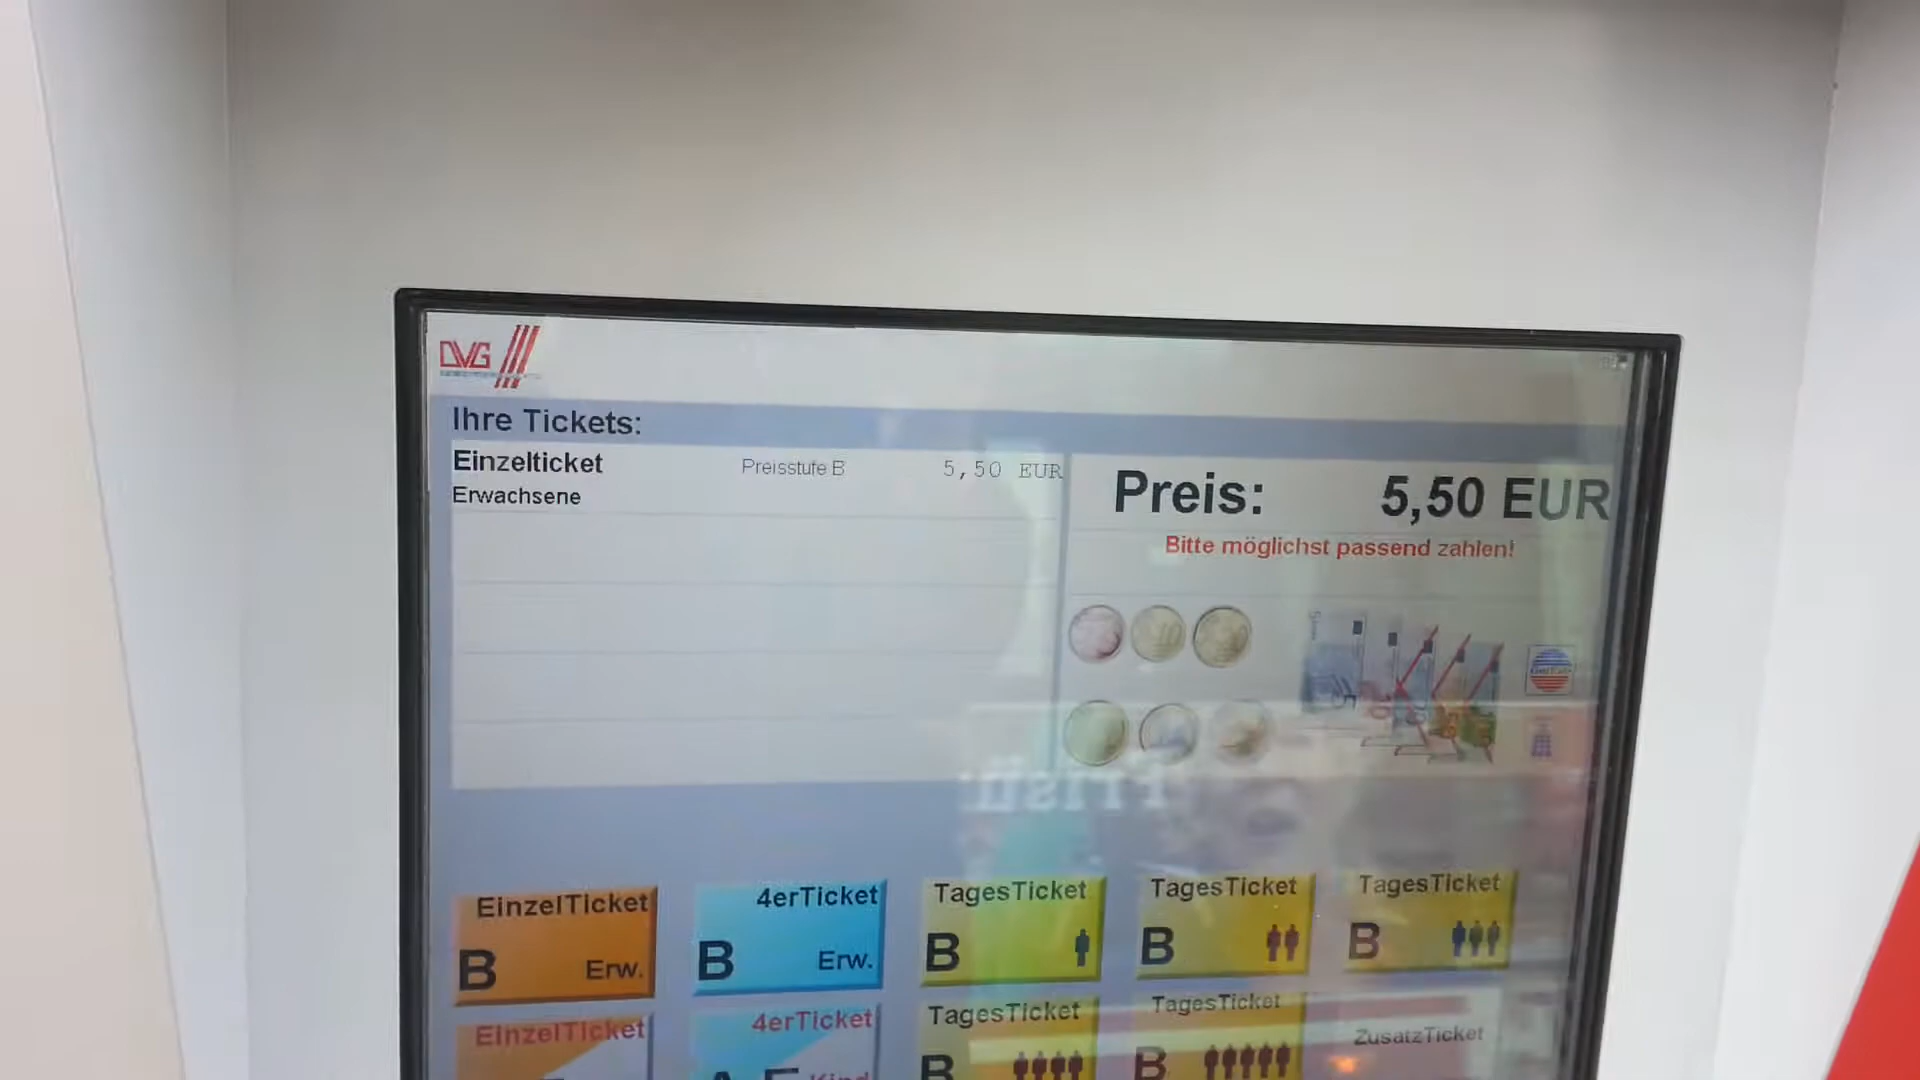 DVG
Ihre Tickets:
Einzelticket Preisstufe B 5,50 EUR
Erwachsene
Preis: 5,50 EUR
Bitte möglichst passend zahlen!
EinzelTicket
B Erw.
4erTicket
B Erw.
TagesTicket
B
TagesTicket
B
TagesTicket
B
EinzelTicket
4erTicket
Kind
TagesTicket
B
TagesTicket
B
ZusatzTicket